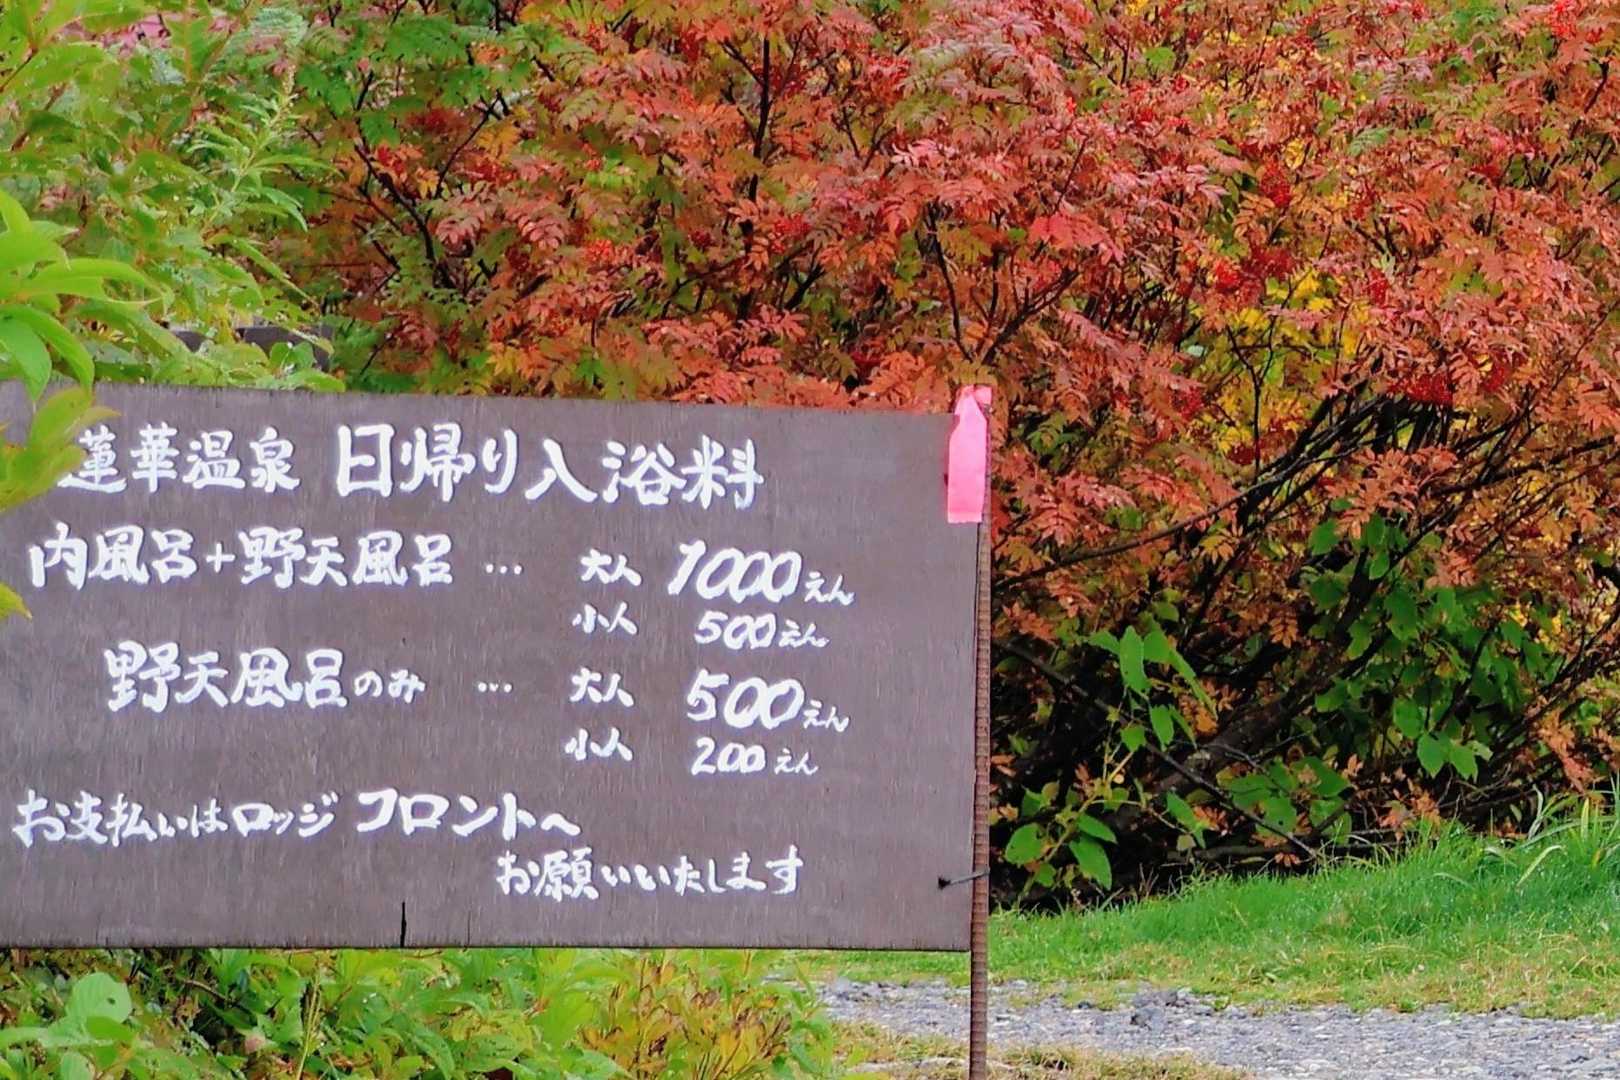 蓮華温泉 日帰り入浴料
内風呂+野天風呂 … 大人 1000えん
小人 500えん
野天風呂のみ … 大人 500えん
小人 200えん
お支払いはロッジ フロントへ
お願いいたします